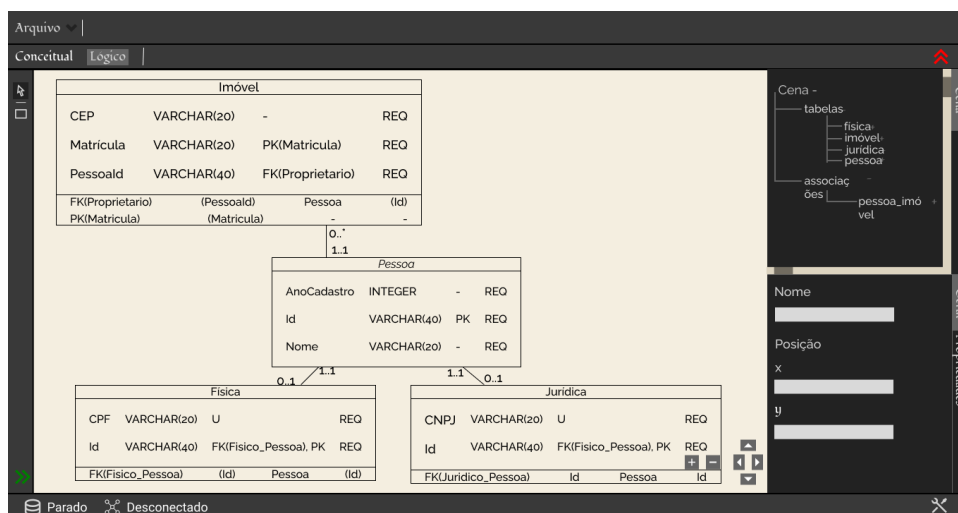 Arquivo
Conceitual Lógico
Imóvel
CEP VARCHAR(20) - REQ
Matrícula VARCHAR(20) PK(Matricula) REQ
PessoaId VARCHAR(40) FK(Proprietario) REQ
FK(Proprietario) (PessoaId) Pessoa (Id)
PK(Matricula) (Matricula) - -
0..*
1..1
Pessoa
AnoCadastro INTEGER - REQ
Id VARCHAR(40) PK REQ
Nome VARCHAR(20) - REQ
1..1 1..1
0..1 0..1
Física
CPF VARCHAR(20) U REQ
Id VARCHAR(40) FK(Fisico_Pessoa), PK REQ
FK(Fisico_Pessoa) (Id) Pessoa (Id)
Jurídica
CNPJ VARCHAR(20) U REQ
Id VARCHAR(40) FK(Fisico_Pessoa), PK REQ
+ -
FK(Juridico_Pessoa) Id Pessoa Id
Cena -
tabelas-
física+
imóvel+
jurídica
pessoa+
associaç -
ões
pessoa_imó +
vel
Nome
Posição
x
y
Parado Desconectado